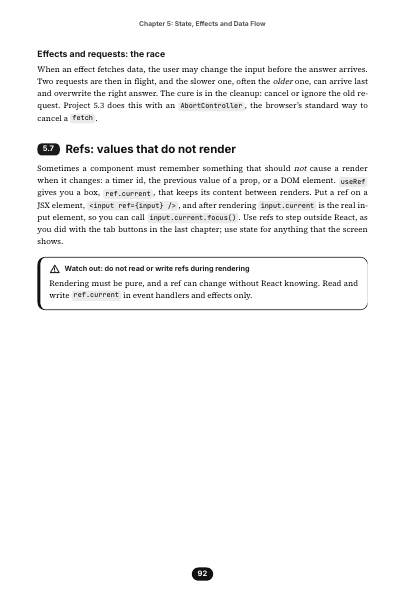 Chapter 5: State, Effects and Data Flow
Effects and requests: the race
When an effect fetches data, the user may change the input before the answer arrives.
Two requests are then in flight, and the slower one, often the older one, can arrive last
and overwrite the right answer. The cure is in the cleanup: cancel or ignore the old re-
quest. Project 5.3 does this with an AbortController, the browser's standard way to
cancel a fetch.
5.7 Refs: values that do not render
Sometimes a component must remember something that should not cause a render
when it changes: a timer id, the previous value of a prop, or a DOM element. useRef
gives you a box, ref.current, that keeps its content between renders. Put a ref on a
JSX element, <input ref={input} />, and after rendering input.current is the real in-
put element, so you can call input.current.focus(). Use refs to step outside React, as
you did with the tab buttons in the last chapter; use state for anything that the screen
shows.
Watch out: do not read or write refs during rendering
Rendering must be pure, and a ref can change without React knowing. Read and
write ref.current in event handlers and effects only.
92